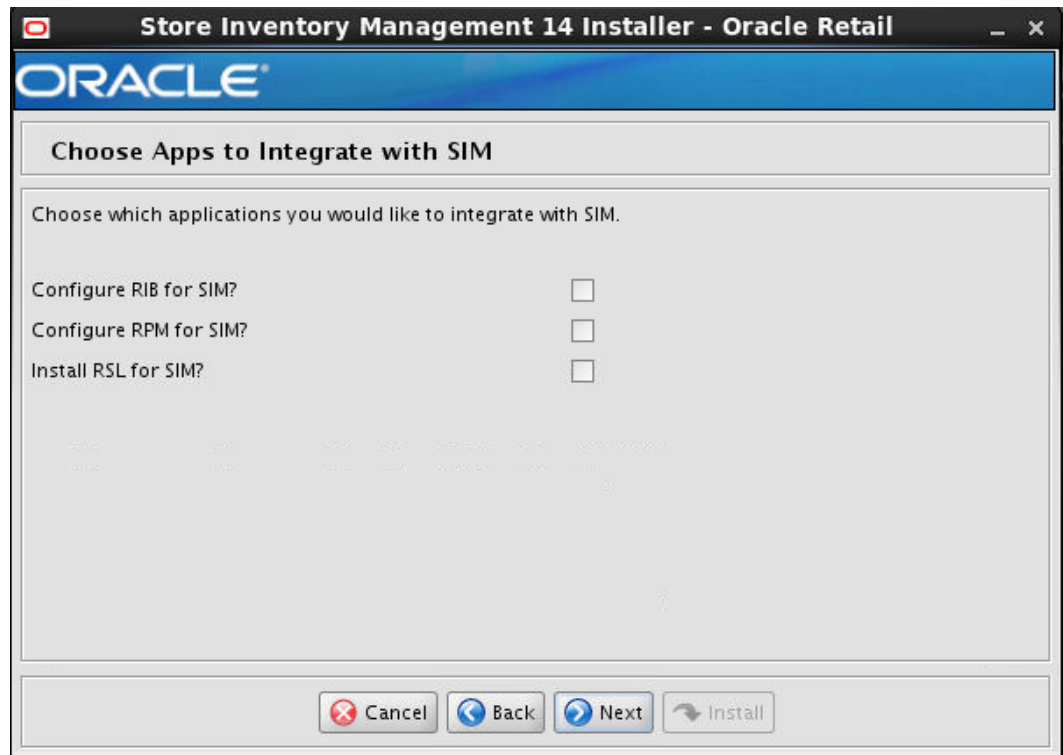 Store Inventory Management 14 Installer - Oracle Retail
ORACLE®
Choose Apps to Integrate with SIM
Choose which applications you would like to integrate with SIM.
Configure RIB for SIM?
Configure RPM for SIM?
Install RSL for SIM?
Cancel Back Next Install